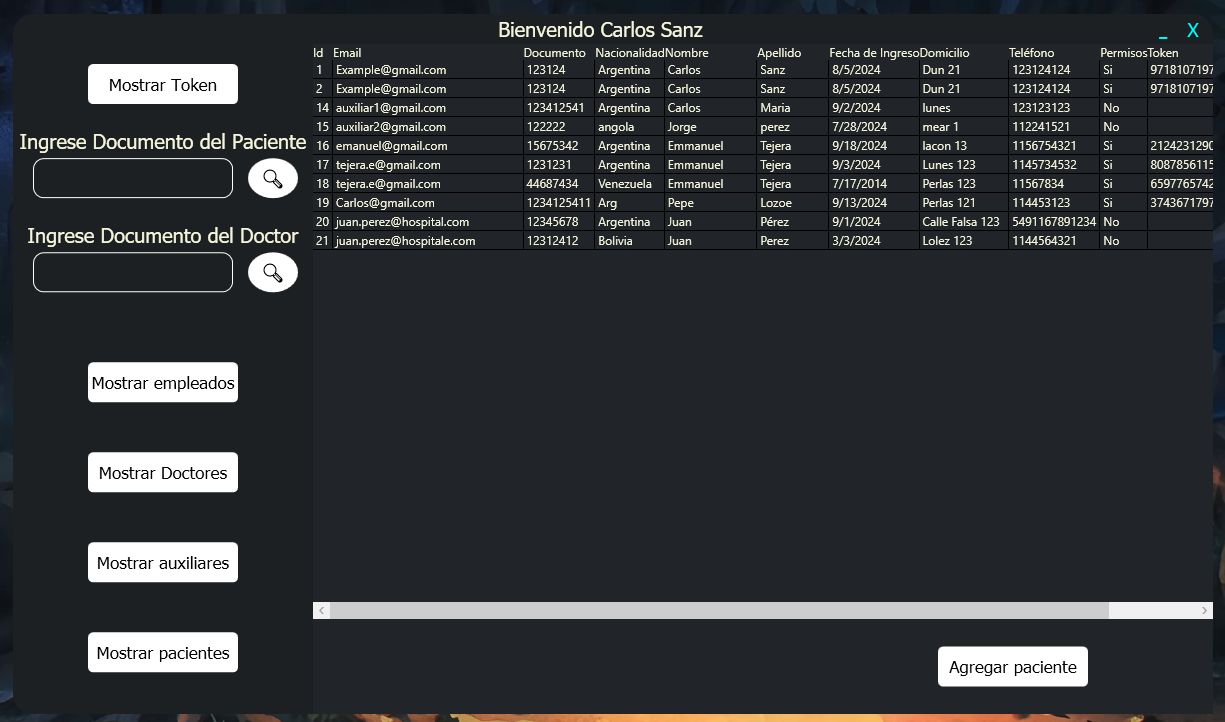 Bienvenido Carlos Sanz
_ X
Mostrar Token
Ingrese Documento del Paciente
Ingrese Documento del Doctor
Mostrar empleados
Mostrar Doctores
Mostrar auxiliares
Mostrar pacientes
Id Email Documento Nacionalidad Nombre Apellido Fecha de Ingreso Domicilio Teléfono Permisos Token
1 Example@gmail.com 123124 Argentina Carlos Sanz 8/5/2024 Dun 21 123124124 Si 9718107197
2 Example@gmail.com 123124 Argentina Carlos Sanz 8/5/2024 Dun 21 123124124 Si 9718107197
14 auxiliar1@gmail.com 123412541 Argentina Carlos Maria 9/2/2024 lunes 123123123 No
15 auxiliar2@gmail.com 122222 angola Jorge perez 7/28/2024 mear 1 112241521 No
16 emanuel@gmail.com 15675342 Argentina Emmanuel Tejera 9/18/2024 lacon 13 1156754321 Si 2124231290
17 tejera.e@gmail.com 1231231 Argentina Emmanuel Tejera 9/3/2024 Lunes 123 1145734532 Si 8087856115
18 tejera.e@gmail.com 44687434 Venezuela Emmanuel Tejera 7/17/2014 Perlas 123 11567834 Si 6597765742
19 Carlos@gmail.com 1234125411 Arg Pepe Lozoe 9/13/2024 Perlas 121 114453123 Si 3743671797
20 juan.perez@hospital.com 12345678 Argentina Juan Pérez 9/1/2024 Calle Falsa 123 5491167891234 No
21 juan.perez@hospitale.com 12312412 Bolivia Juan Perez 3/3/2024 Lolez 123 1144564321 No
Agregar paciente